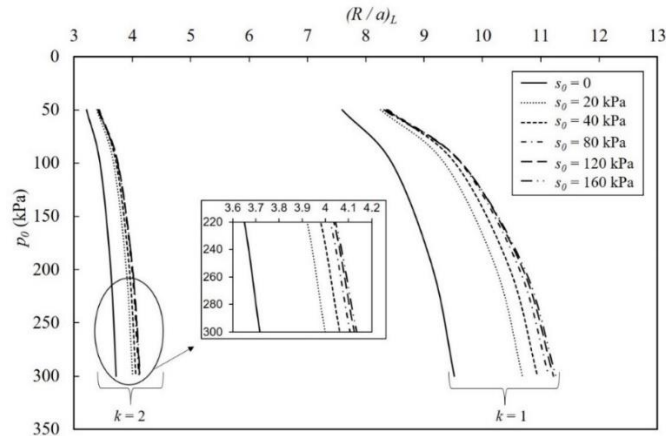 (R / a)L
3 4 5 6 7 8 9 10 11 12 13
0
50
100
150
200
250
300
350
p0 (kPa)
s0 = 0
s0 = 20 kPa
s0 = 40 kPa
s0 = 80 kPa
s0 = 120 kPa
s0 = 160 kPa
3.6 3.7 3.9 4 4.1 4.2
220
240
260
280
300
k = 2
k = 1